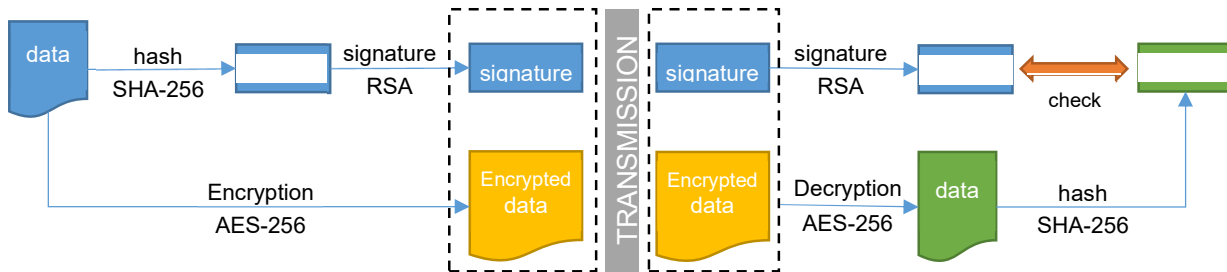 data
hash
SHA-256
signature
RSA
signature
Encryption
AES-256
Encrypted
data
TRANSMISSION
signature
signature
RSA
check
Encrypted
data
Decryption
AES-256
data
hash
SHA-256